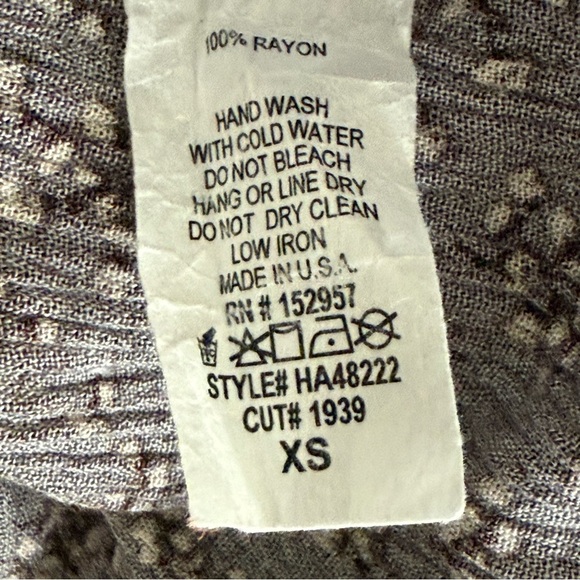 100% RAYON
HAND WASH
WITH COLD WATER
DO NOT BLEACH
HANG OR LINE DRY
DO NOT DRY CLEAN
LOW IRON
MADE IN U.S.A.
RN # 152957
STYLE# HA48222
CUT# 1939
XS